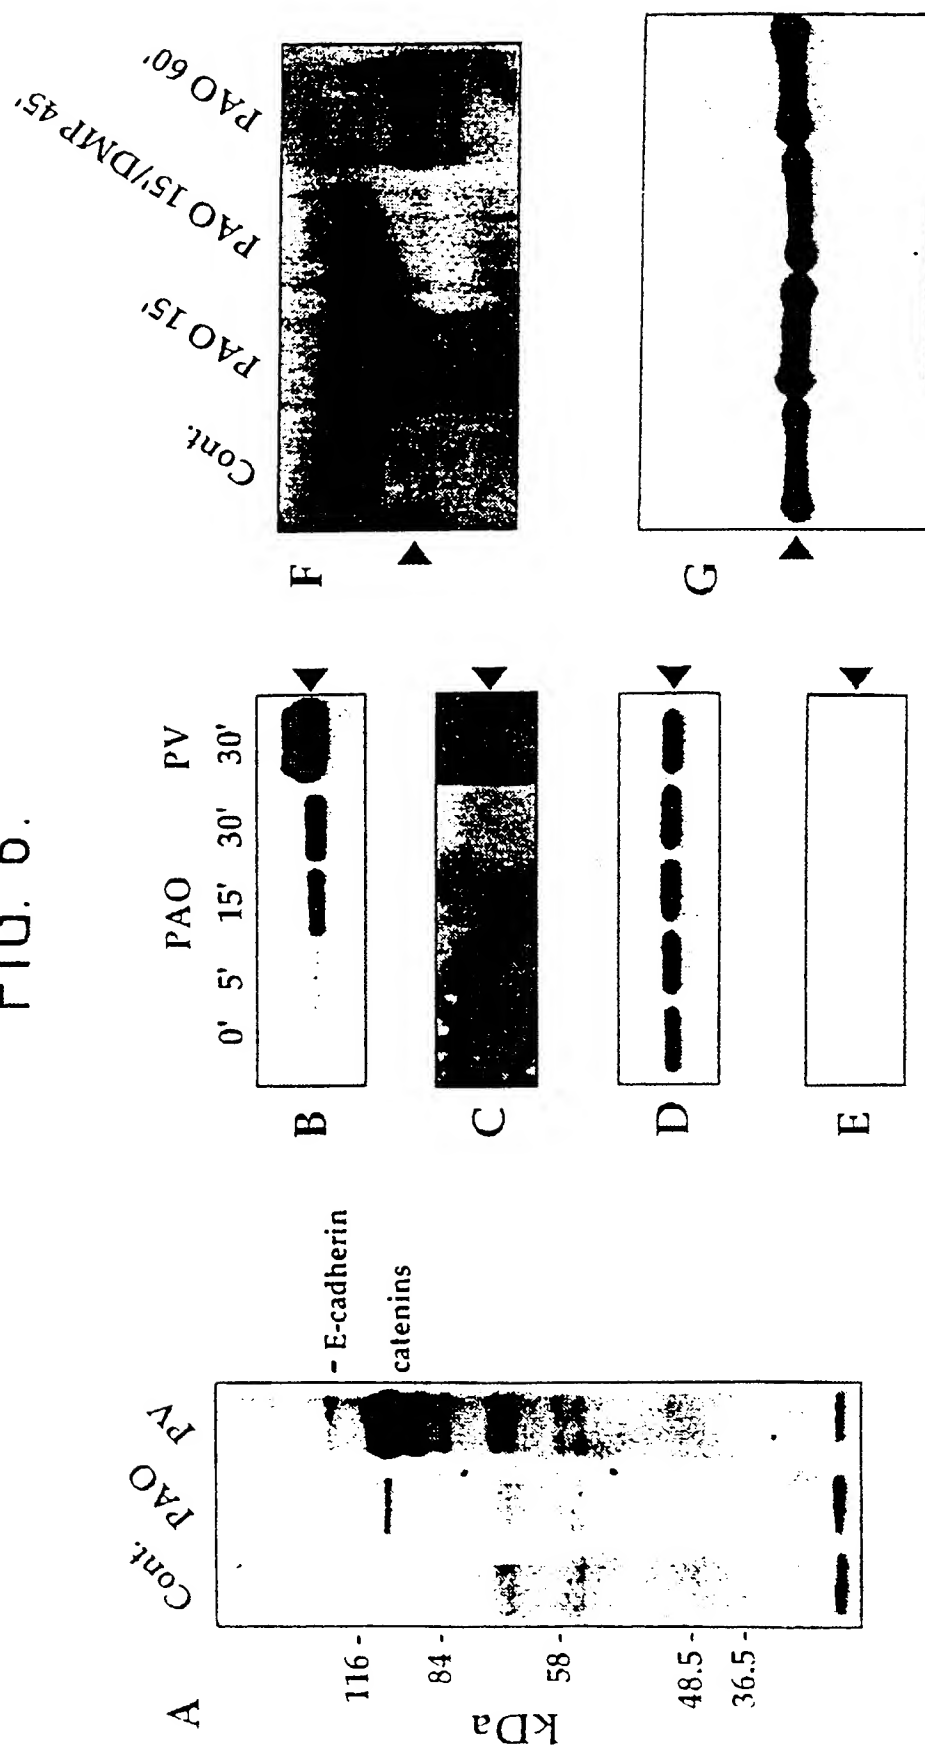 FIG. 6.
A
Cont. PAO PV
116 -
84 -
58 -
48.5 -
36.5 -
kDa
- E-cadherin
catenins
PAO PV
0' 5' 15' 30' 30'
B
C
D
E
Cont. PAO 15' PAO 15'/DMP 45' PAO 60'
F
G